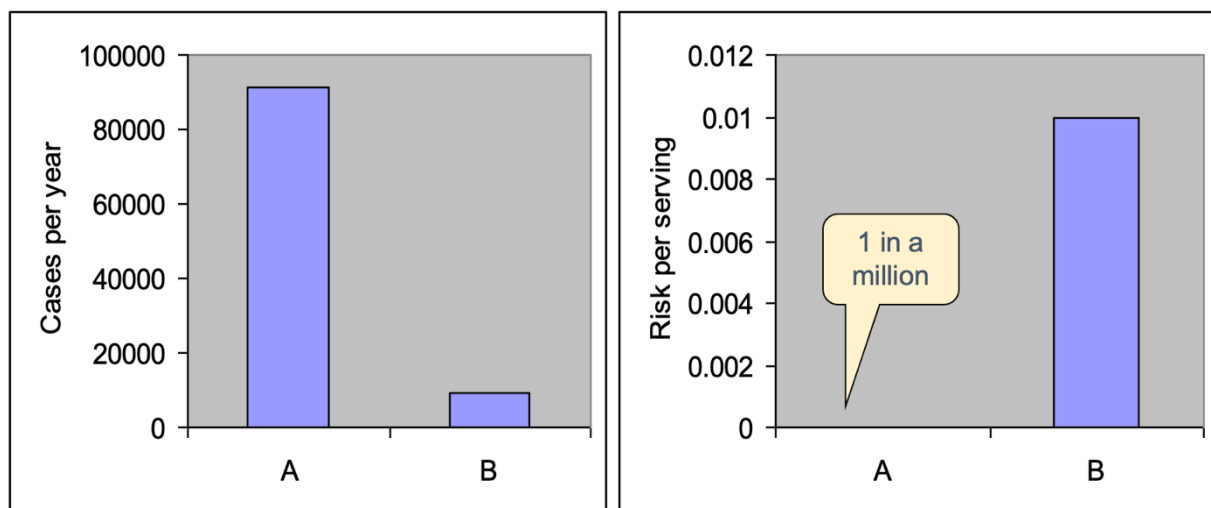 Cases per year
100000
80000
60000
40000
20000
0
A
B
Risk per serving
0.012
0.01
0.008
0.006
0.004
0.002
0
1 in a
million
A
B